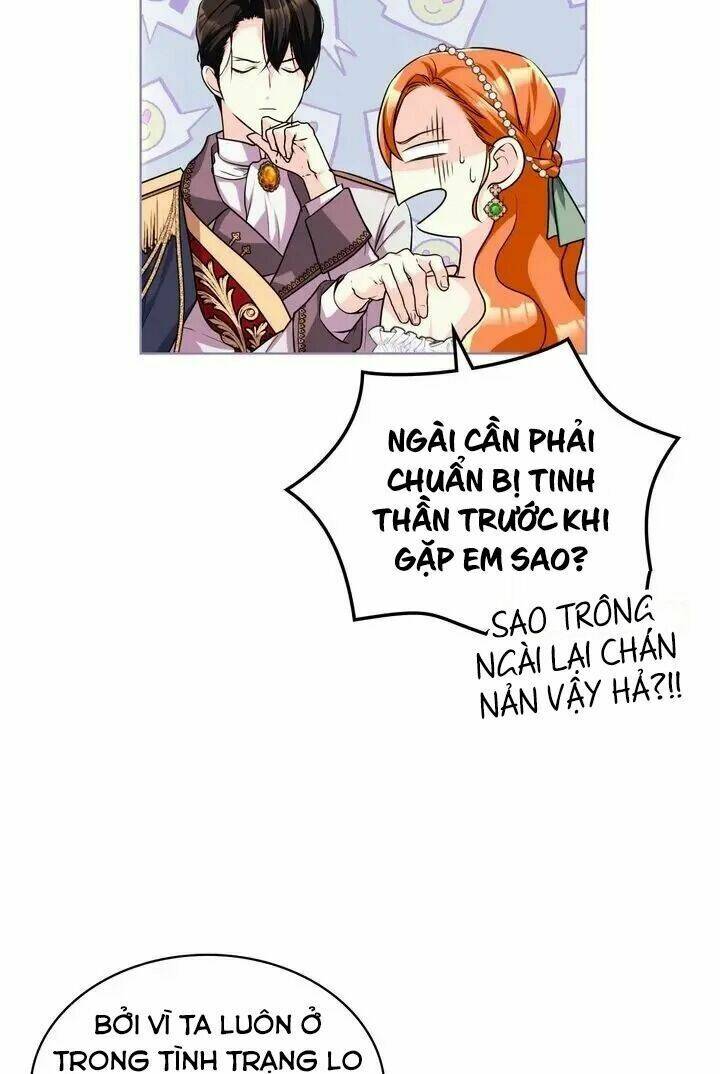 NGÀI CẦN PHẢI
CHUẨN BỊ TINH
THẦN TRƯỚC KHI
GẶP EM SAO?
SAO TRÔNG
NGÀI LẠI CHÁN
NẢN VẬY HẢ?!!
BỞI VÌ TA LUÔN Ở
TRONG TÌNH TRẠNG LO